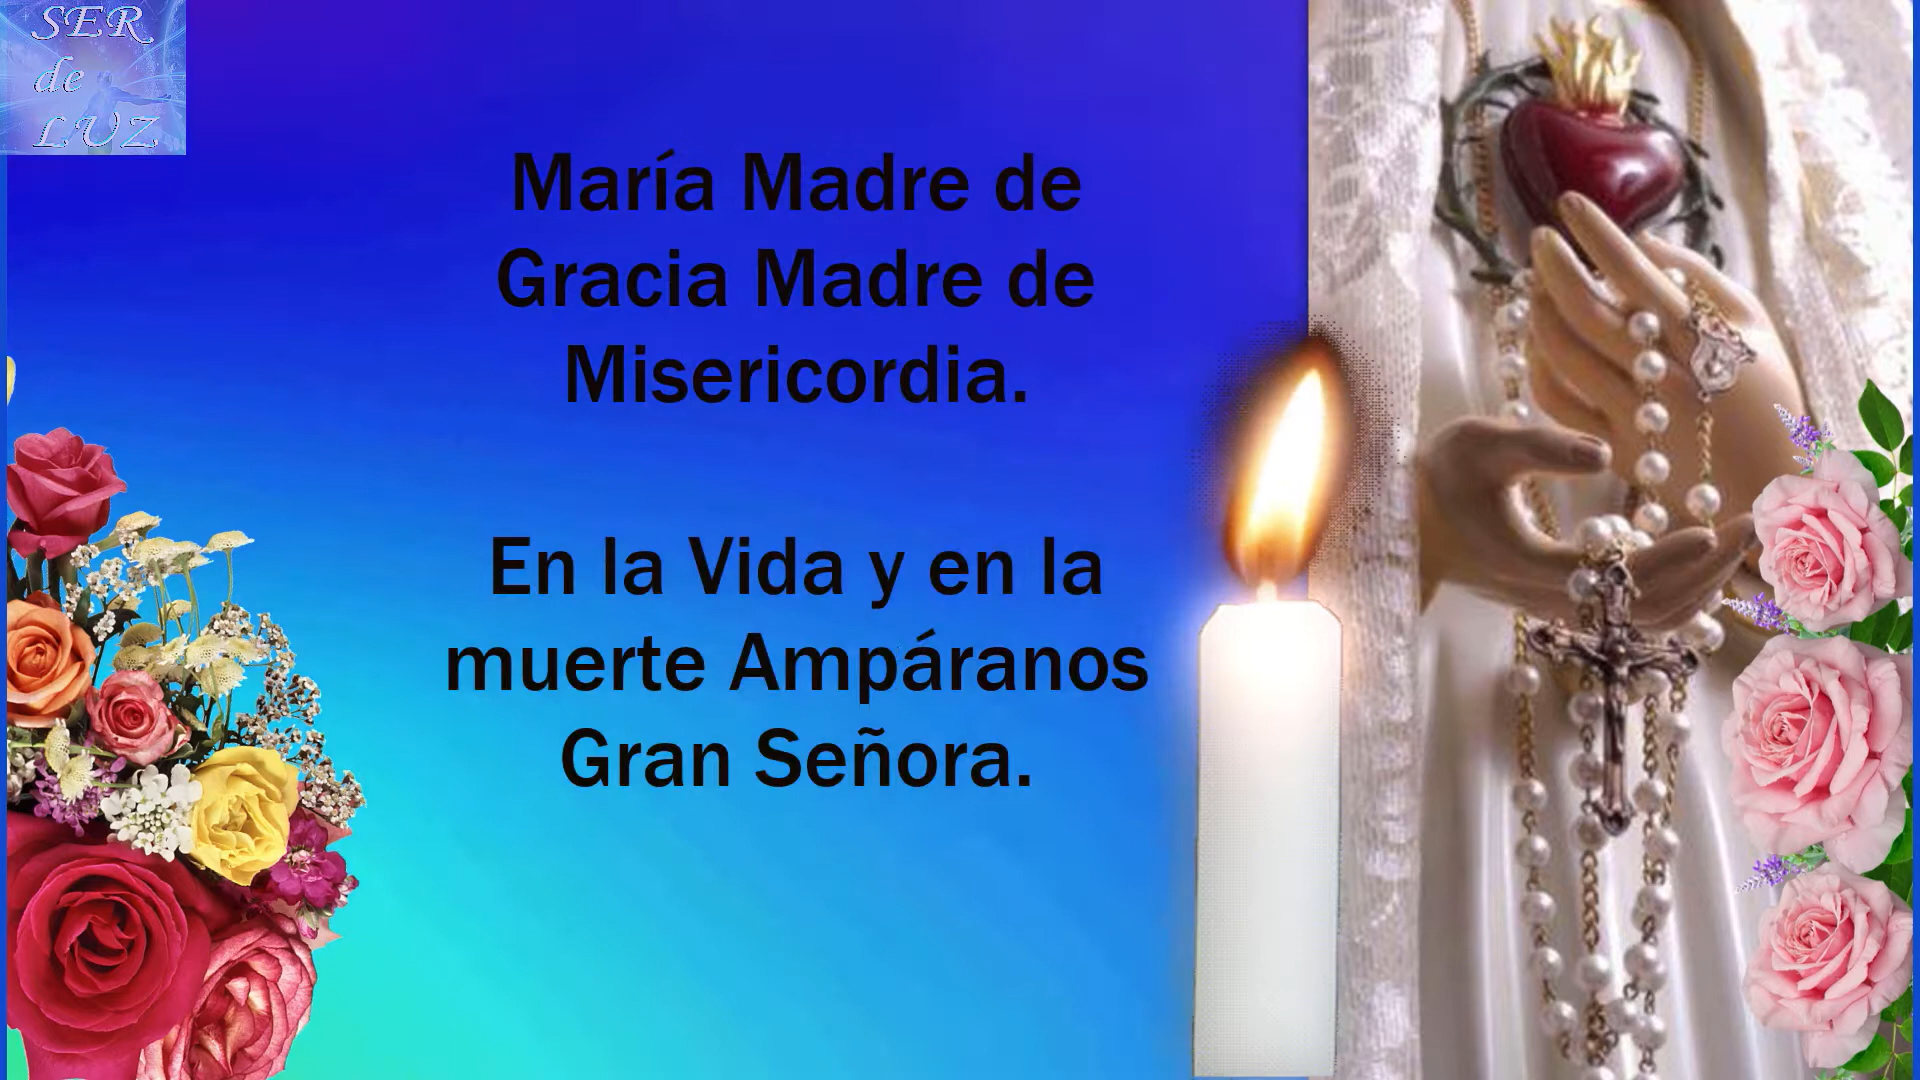 SER
de
LUZ
María Madre de
Gracia Madre de
Misericordia.
En la Vida y en la
muerte Ampáranos
Gran Señora.